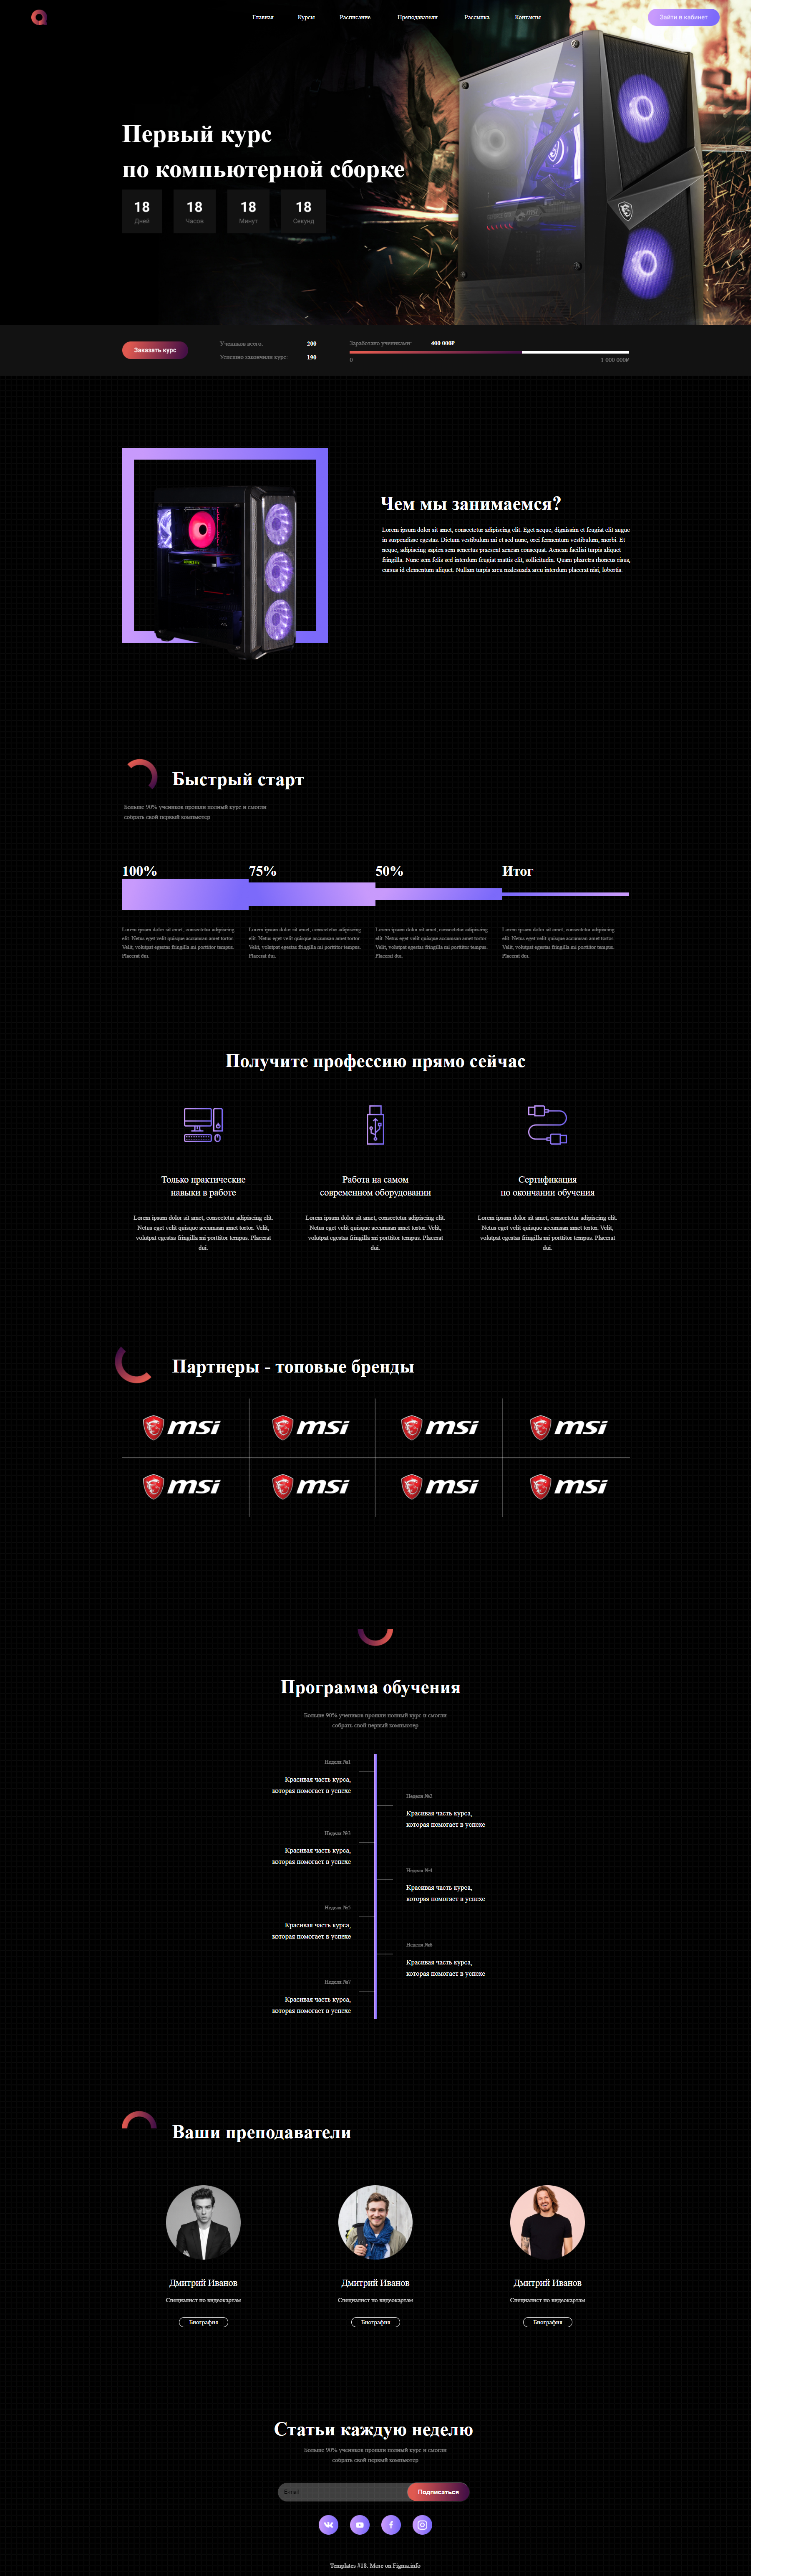 Главная Курсы Расписание Преподаватели Рассылка Контакты Зайти в кабинет
Первый курс
по компьютерной сборке
18 18 18 18
Дней Часов Минут Секунд
Заказать курс
Учеников всего: 200
Успешно закончили курс: 190
Заработано учениками: 400 000₽
0 1 000 000₽
Чем мы занимаемся?
Lorem ipsum dolor sit amet, consectetur adipiscing elit. Eget neque, dignissim et feugiat elit augue
in suspendisse egestas. Dictum vestibulum mi et sed nunc, orci fermentum vestibulum, morbi. Et
neque, adipiscing sapien sem senectus praesent aenean consequat. Aenean facilisi turpis aliquet
fringilla. Nunc sem felis sed interdum feugiat mattis elit, sollicitudin. Quam pharetra rhoncus risus,
cursus id elementum aliquet. Nullam turpis arcu malesuada arcu interdum placerat nisi, lobortis.
Быстрый старт
Больше 90% учеников прошли полный курс и смогли
собрать свой первый компьютер
100% 75% 50% Итог
Lorem ipsum dolor sit amet, consectetur adipiscing Lorem ipsum dolor sit amet, consectetur adipiscing Lorem ipsum dolor sit amet, consectetur adipiscing Lorem ipsum dolor sit amet, consectetur adipiscing
elit. Netus eget velit quisque accumsan amet tortor. elit. Netus eget velit quisque accumsan amet tortor. elit. Netus eget velit quisque accumsan amet tortor. elit. Netus eget velit quisque accumsan amet tortor.
Velit, volutpat egestas fringilla mi porttitor tempus. Velit, volutpat egestas fringilla mi porttitor tempus. Velit, volutpat egestas fringilla mi porttitor tempus. Velit, volutpat egestas fringilla mi porttitor tempus.
Placerat dui. Placerat dui. Placerat dui. Placerat dui.
Получите профессию прямо сейчас
Только практические
навыки в работе
Lorem ipsum dolor sit amet, consectetur adipiscing elit.
Netus eget velit quisque accumsan amet tortor. Velit,
volutpat egestas fringilla mi porttitor tempus. Placerat
dui.
Работа на самом
современном оборудовании
Lorem ipsum dolor sit amet, consectetur adipiscing elit.
Netus eget velit quisque accumsan amet tortor. Velit,
volutpat egestas fringilla mi porttitor tempus. Placerat
dui.
Сертификация
по окончании обучения
Lorem ipsum dolor sit amet, consectetur adipiscing elit.
Netus eget velit quisque accumsan amet tortor. Velit,
volutpat egestas fringilla mi porttitor tempus. Placerat
dui.
Партнеры - топовые бренды
msi msi msi msi
msi msi msi msi
Программа обучения
Больше 90% учеников прошли полный курс и смогли
собрать свой первый компьютер
Неделя №1
Красивая часть курса,
которая помогает в успехе
Неделя №2
Красивая часть курса,
которая помогает в успехе
Неделя №3
Красивая часть курса,
которая помогает в успехе
Неделя №4
Красивая часть курса,
которая помогает в успехе
Неделя №5
Красивая часть курса,
которая помогает в успехе
Неделя №6
Красивая часть курса,
которая помогает в успехе
Неделя №7
Красивая часть курса,
которая помогает в успехе
Ваши преподаватели
Дмитрий Иванов Дмитрий Иванов Дмитрий Иванов
Специалист по видеокартам Специалист по видеокартам Специалист по видеокартам
Биография Биография Биография
Статьи каждую неделю
Больше 90% учеников прошли полный курс и смогли
собрать свой первый компьютер
E-mail Подписаться
Templates #18. More on Figma.info